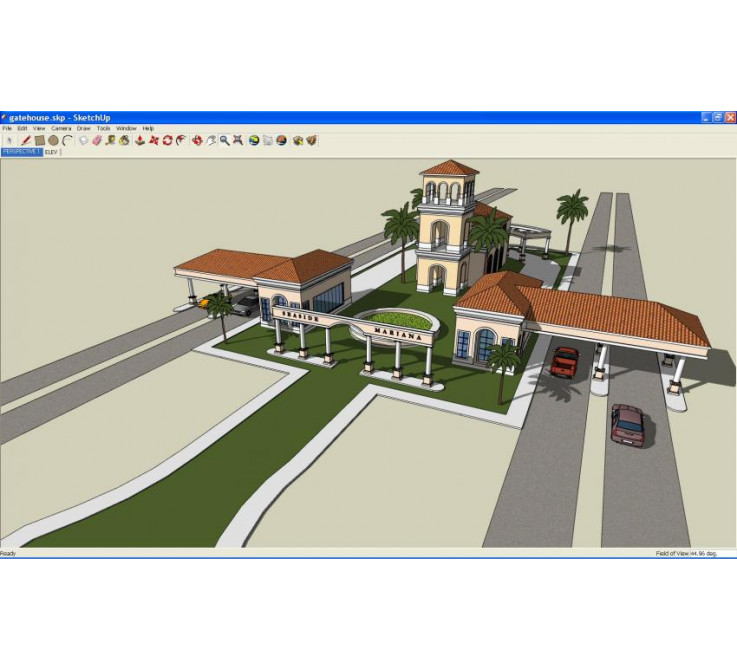 gatehouse.skp - SketchUp
File Edit View Camera Draw Tools Window Help
PERSPECTIVE 1 ELEV
SEASIDE
MARIANA
Ready
Field of View 44.96 deg.